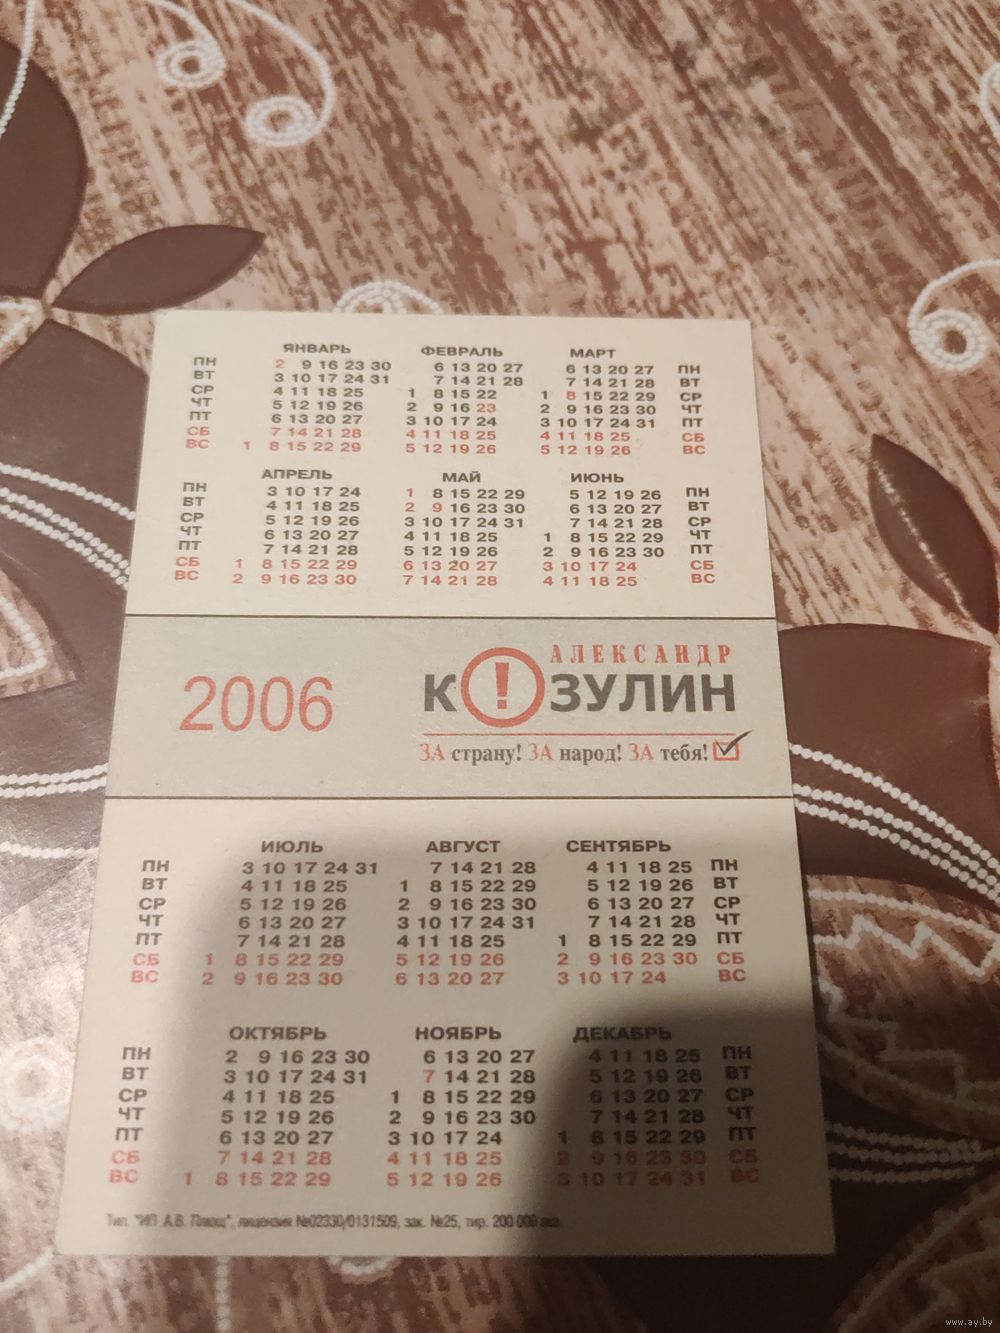 ЯНВАРЬ ФЕВРАЛЬ МАРТ
ПН 2 9 16 23 30 6 13 20 27 6 13 20 27 ПН
ВТ 3 10 17 24 31 7 14 21 28 7 14 21 28 ВТ
СР 4 11 18 25 1 8 15 22 1 8 15 22 29 СР
ЧТ 5 12 19 26 2 9 16 23 2 9 16 23 30 ЧТ
ПТ 6 13 20 27 3 10 17 24 3 10 17 24 31 ПТ
СБ 7 14 21 28 4 11 18 25 4 11 18 25 СБ
ВС 1 8 15 22 29 5 12 19 26 5 12 19 26 ВС
АПРЕЛЬ МАЙ ИЮНЬ
ПН 3 10 17 24 1 8 15 22 29 5 12 19 26 ПН
ВТ 4 11 18 25 2 9 16 23 30 6 13 20 27 ВТ
СР 5 12 19 26 3 10 17 24 31 7 14 21 28 СР
ЧТ 6 13 20 27 4 11 18 25 1 8 15 22 29 ЧТ
ПТ 7 14 21 28 5 12 19 26 2 9 16 23 30 ПТ
СБ 1 8 15 22 29 6 13 20 27 3 10 17 24 СБ
ВС 2 9 16 23 30 7 14 21 28 4 11 18 25 ВС
2006
АЛЕКСАНДР
К!ЗУЛИН
ЗА страну! ЗА народ! ЗА тебя!
ИЮЛЬ АВГУСТ СЕНТЯБРЬ
ПН 3 10 17 24 31 7 14 21 28 4 11 18 25 ПН
ВТ 4 11 18 25 1 8 15 22 29 5 12 19 26 ВТ
СР 5 12 19 26 2 9 16 23 30 6 13 20 27 СР
ЧТ 6 13 20 27 3 10 17 24 31 7 14 21 28 ЧТ
ПТ 7 14 21 28 4 11 18 25 1 8 15 22 29 ПТ
СБ 1 8 15 22 29 5 12 19 26 2 9 16 23 30 СБ
ВС 2 9 16 23 30 6 13 20 27 3 10 17 24 ВС
ОКТЯБРЬ НОЯБРЬ ДЕКАБРЬ
ПН 2 9 16 23 30 6 13 20 27 4 11 18 25 ПН
ВТ 3 10 17 24 31 7 14 21 28 5 12 19 26 ВТ
СР 4 11 18 25 1 8 15 22 29 6 13 20 27 СР
ЧТ 5 12 19 26 2 9 16 23 30 7 14 21 28 ЧТ
ПТ 6 13 20 27 3 10 17 24 1 8 15 22 29 ПТ
СБ 7 14 21 28 4 11 18 25 2 9 16 23 30 СБ
ВС 1 8 15 22 29 5 12 19 26 3 10 17 24 31 ВС
Тип. "ИП А.В. Плющ", лицензия №02330/0131509, зак. №25, тир. 200 000 экз.
www.ay.by